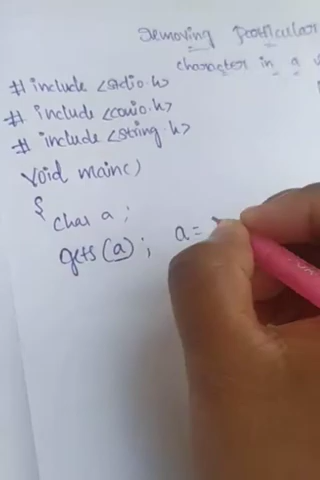 Removing particular
character in a
# include <stdio.h>
# include <conio.h>
# include <string.h>
void main()
{
char a;
gets(a); a=